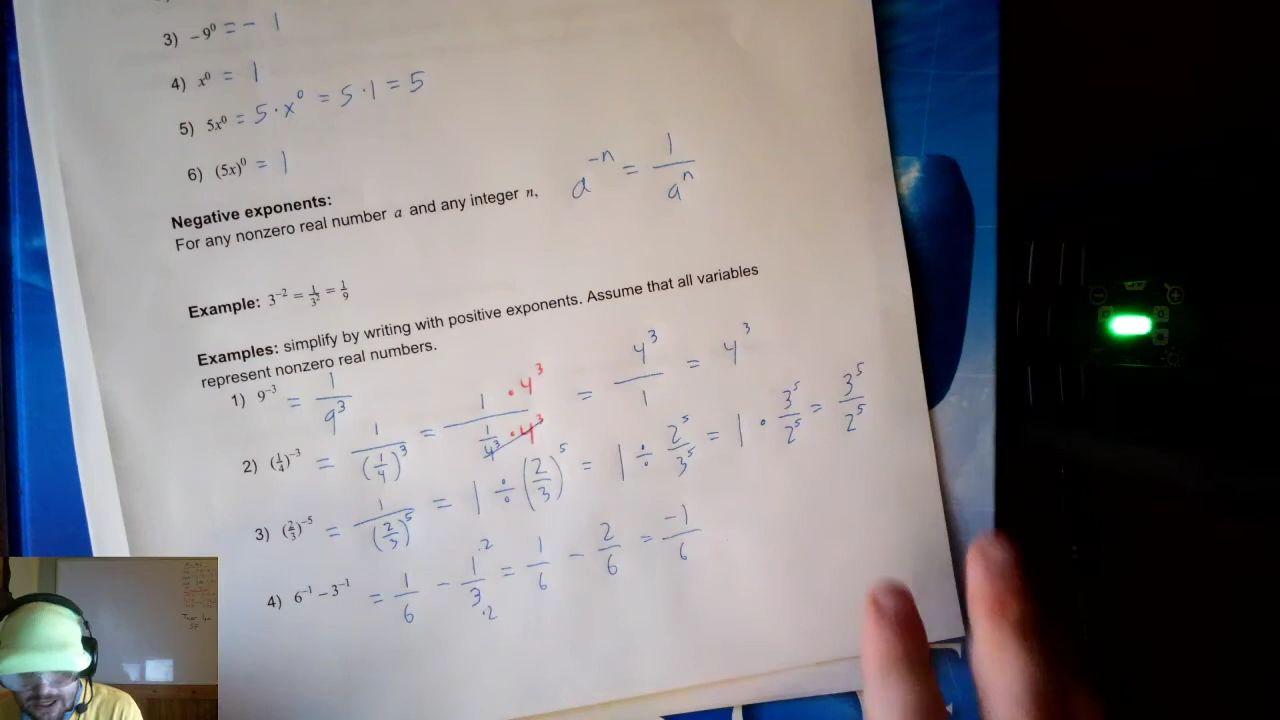 3) −9⁰ = − 1
4) x⁰ = 1
5) 5x⁰ = 5 · x⁰ = 5 · 1 = 5
6) (5x)⁰ = 1
Negative exponents:
For any nonzero real number a and any integer n, a⁻ⁿ = 1/aⁿ
Example: 3⁻² = 1/3² = 1/9
Examples: simplify by writing with positive exponents. Assume that all variables
represent nonzero real numbers.
1) 9⁻³ = 1/9³
2) (1/4)⁻³ = 1/(1/4)³ = (1 · 4³)/(1/4³ · 4³) = 4³/1 = 4³
3) (2/3)⁻⁵ = 1/(2/3)⁵ = 1 ÷ (2/3)⁵ = 1 ÷ 2⁵/3⁵ = 1 · 3⁵/2⁵ = 3⁵/2⁵
4) 6⁻¹ − 3⁻¹ = 1/6 − (1 · 2)/(3 · 2) = 1/6 − 2/6 = −1/6